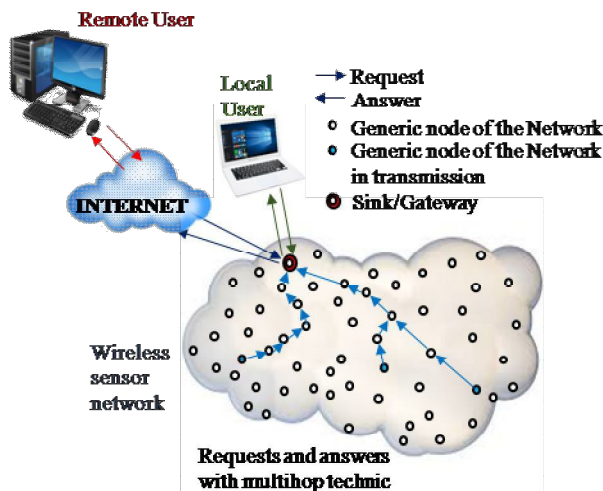 Remote User
Local
User
Request
Answer
Generic node of the Network
Generic node of the Network
in transmission
Sink/Gateway
INTERNET
Wireless
sensor
network
Requests and answers
with multihop technic